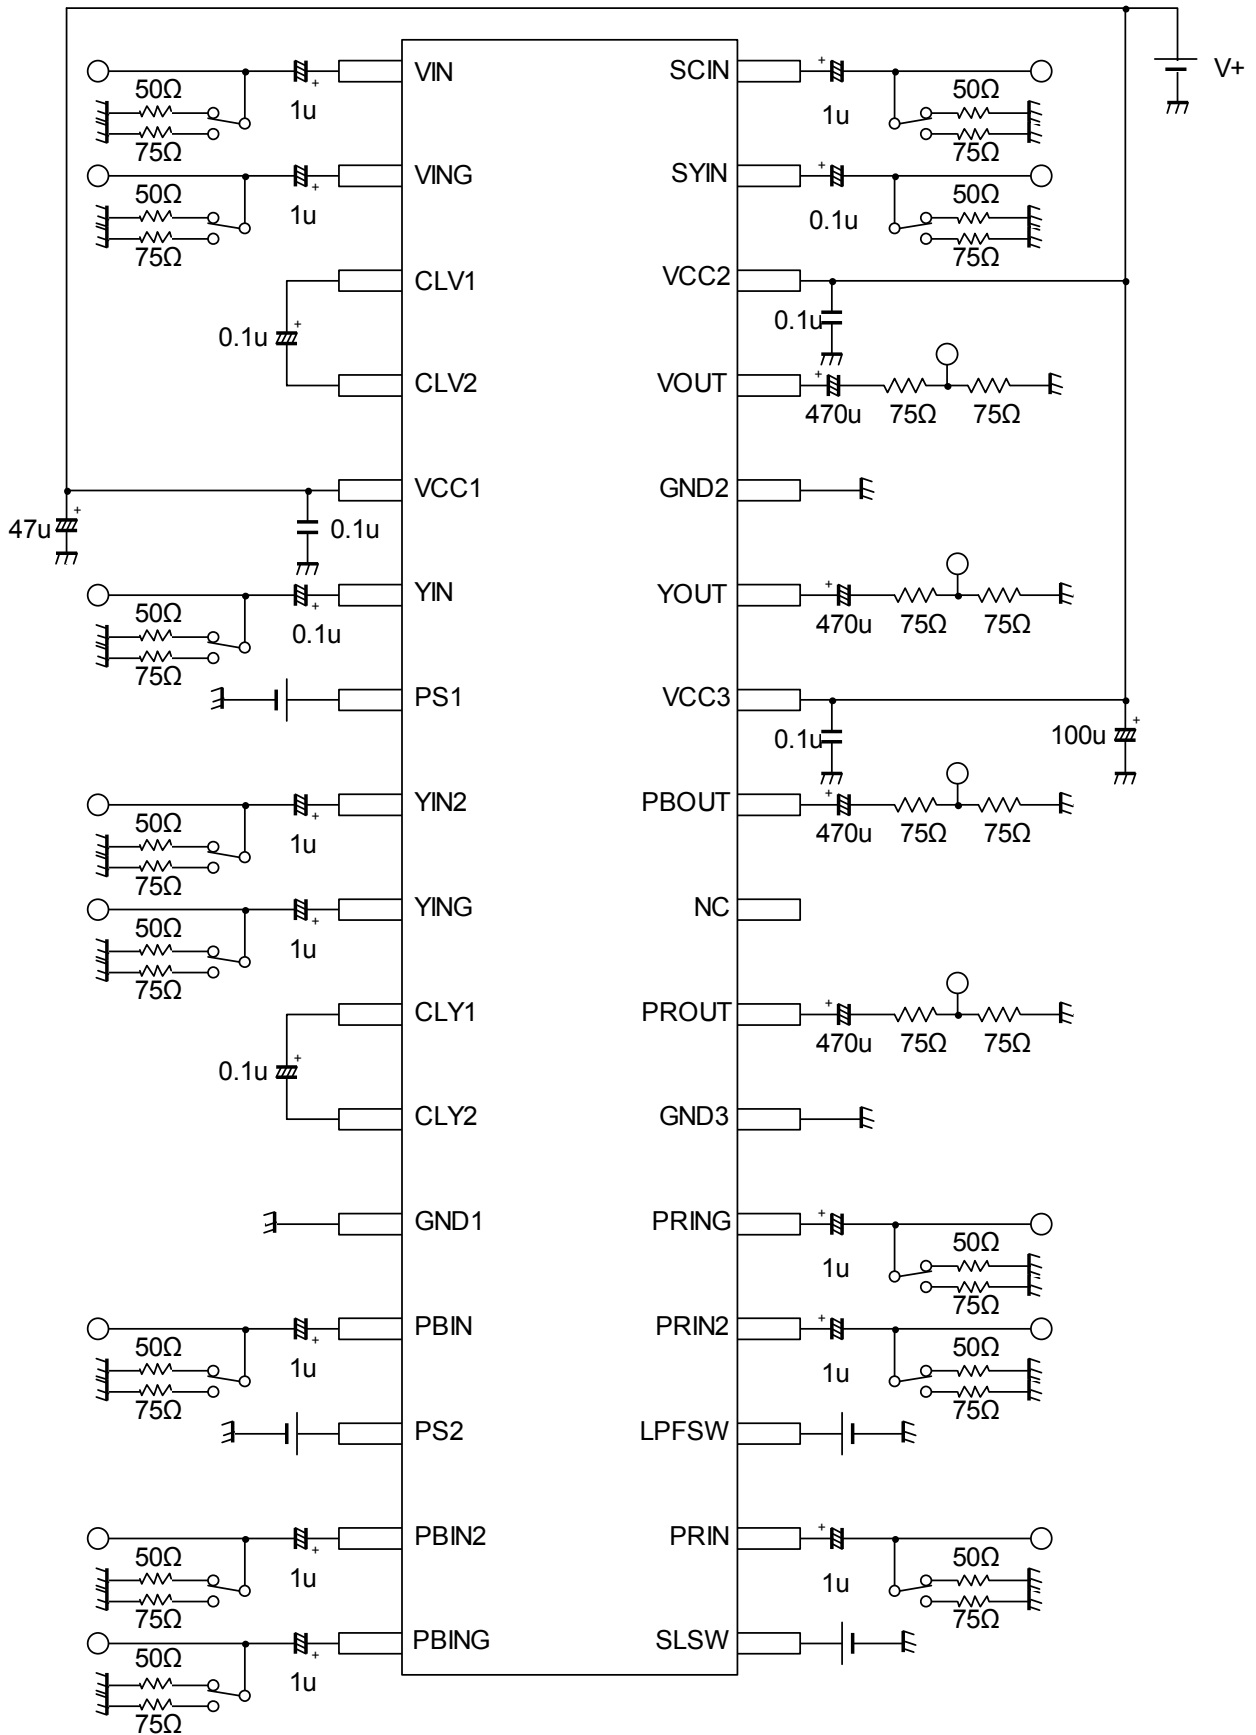 V+
VIN
50Ω
1u
75Ω
SCIN
1u
50Ω
75Ω
VING
50Ω
1u
75Ω
SYIN
0.1u
50Ω
75Ω
CLV1
0.1u
CLV2
VCC2
0.1u
VOUT
470u
75Ω
75Ω
VCC1
47u
0.1u
GND2
YIN
50Ω
0.1u
75Ω
YOUT
470u
75Ω
75Ω
PS1
VCC3
0.1u
100u
YIN2
50Ω
1u
75Ω
PBOUT
470u
75Ω
75Ω
YING
50Ω
1u
75Ω
NC
CLY1
0.1u
CLY2
PROUT
470u
75Ω
75Ω
GND3
GND1
PRING
1u
50Ω
75Ω
PBIN
50Ω
1u
75Ω
PRIN2
1u
50Ω
75Ω
PS2
LPFSW
PBIN2
50Ω
1u
75Ω
PRIN
1u
50Ω
75Ω
PBING
50Ω
1u
75Ω
SLSW